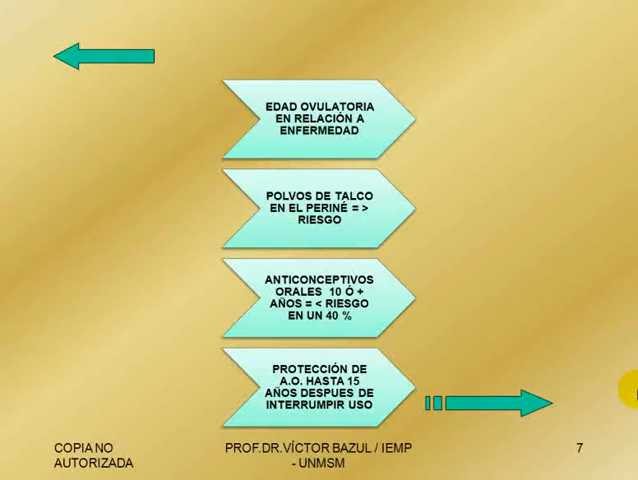 EDAD OVULATORIA
EN RELACIÓN A
ENFERMEDAD
POLVOS DE TALCO
EN EL PERINÉ = >
RIESGO
ANTICONCEPTIVOS
ORALES 10 Ó +
AÑOS = < RIESGO
EN UN 40 %
PROTECCIÓN DE
A.O. HASTA 15
AÑOS DESPUES DE
INTERRUMPIR USO
COPIA NO
AUTORIZADA
PROF.DR.VÍCTOR BAZUL / IEMP
- UNMSM
7